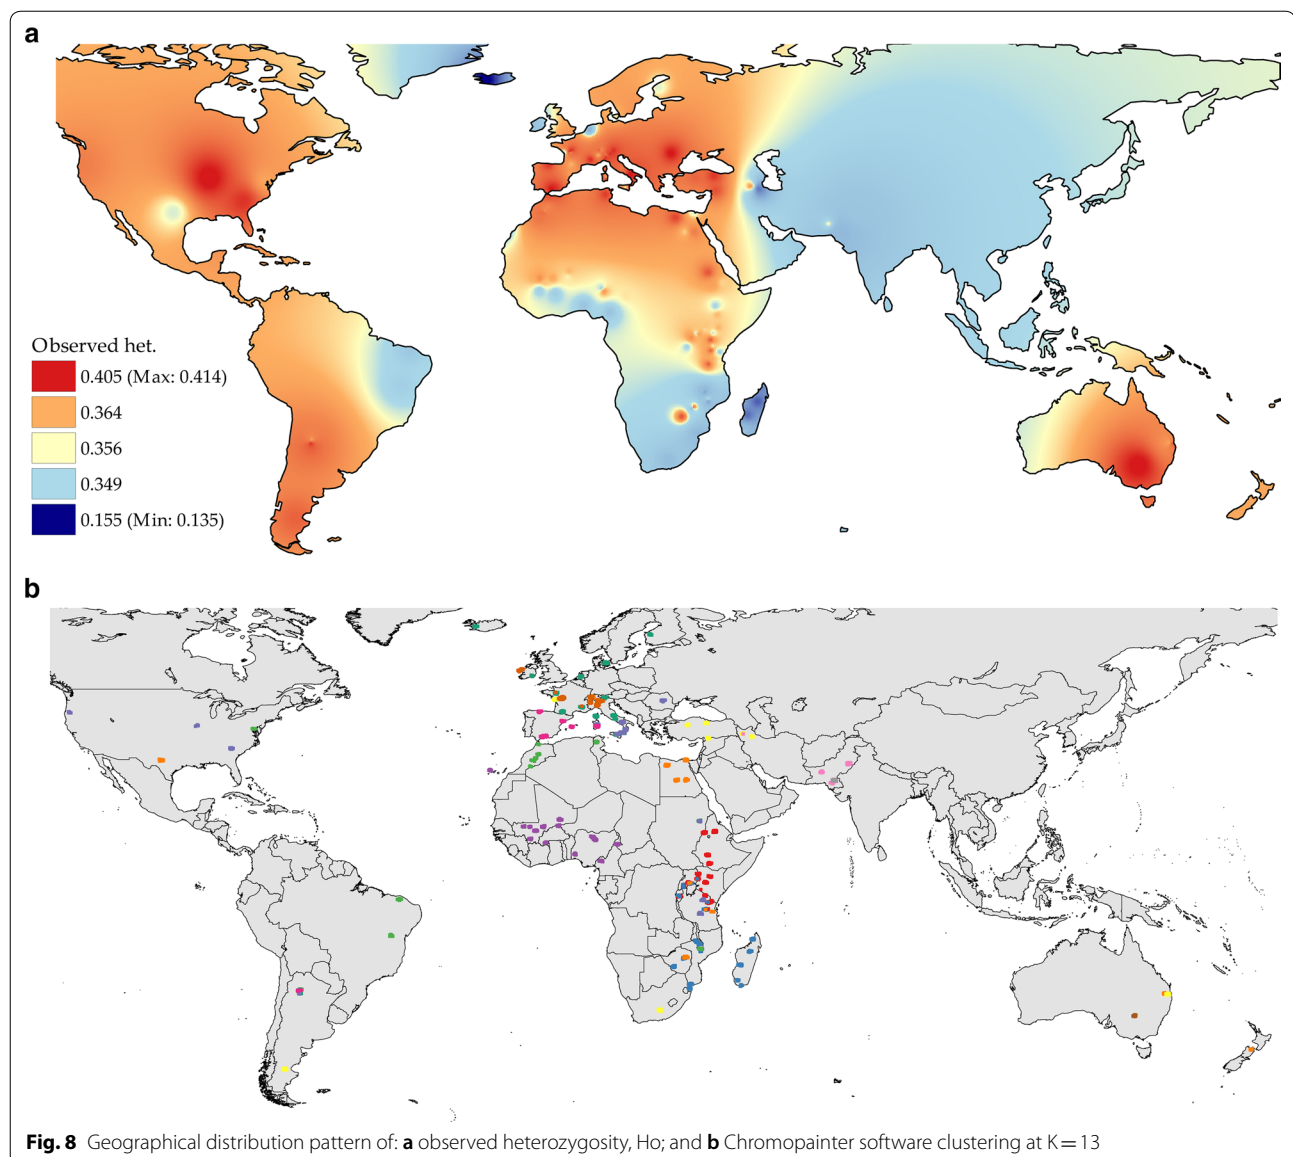 a
Observed het.
0.405 (Max: 0.414)
0.364
0.356
0.349
0.155 (Min: 0.135)
b
Fig. 8 Geographical distribution pattern of: a observed heterozygosity, Ho; and b Chromopainter software clustering at K = 13